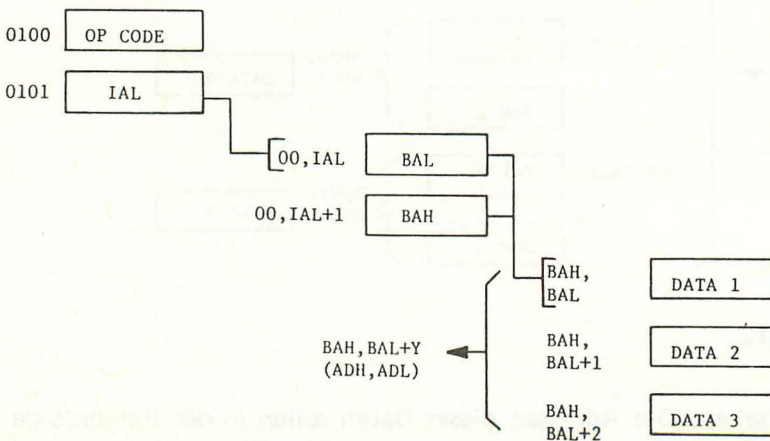 0100 OP CODE
0101 IAL
00,IAL BAL
00,IAL+1 BAH
BAH,
BAL DATA 1
BAH,BAL+Y
(ADH,ADL)
BAH,
BAL+1 DATA 2
BAH,
BAL+2 DATA 3